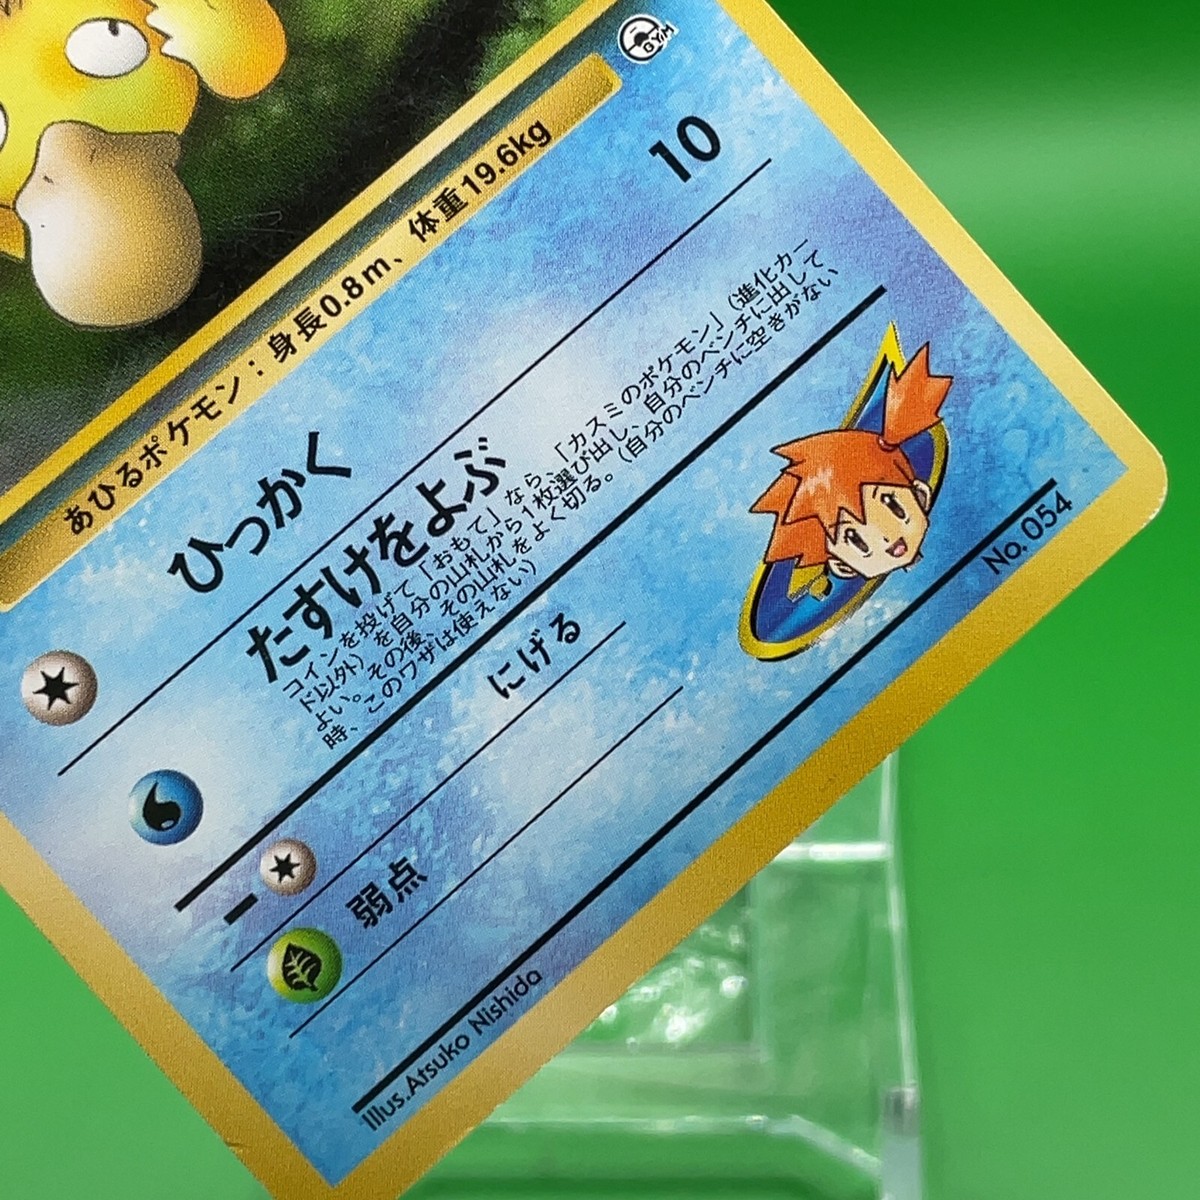 GYM
あひるポケモン：身長0.8m、体重19.6kg
ひっかく 10
たすけをよぶ
コインを投げて「おもて」なら、「カスミのポケモン」（進化カー
ド以外）を自分の山札から1枚選び出し、自分のベンチに出して
よい。その後、その山札をよく切る。（自分のベンチに空きがない
時、このワザは使えない）
にげる
弱点
Illus. Atsuko Nishida
No. 054